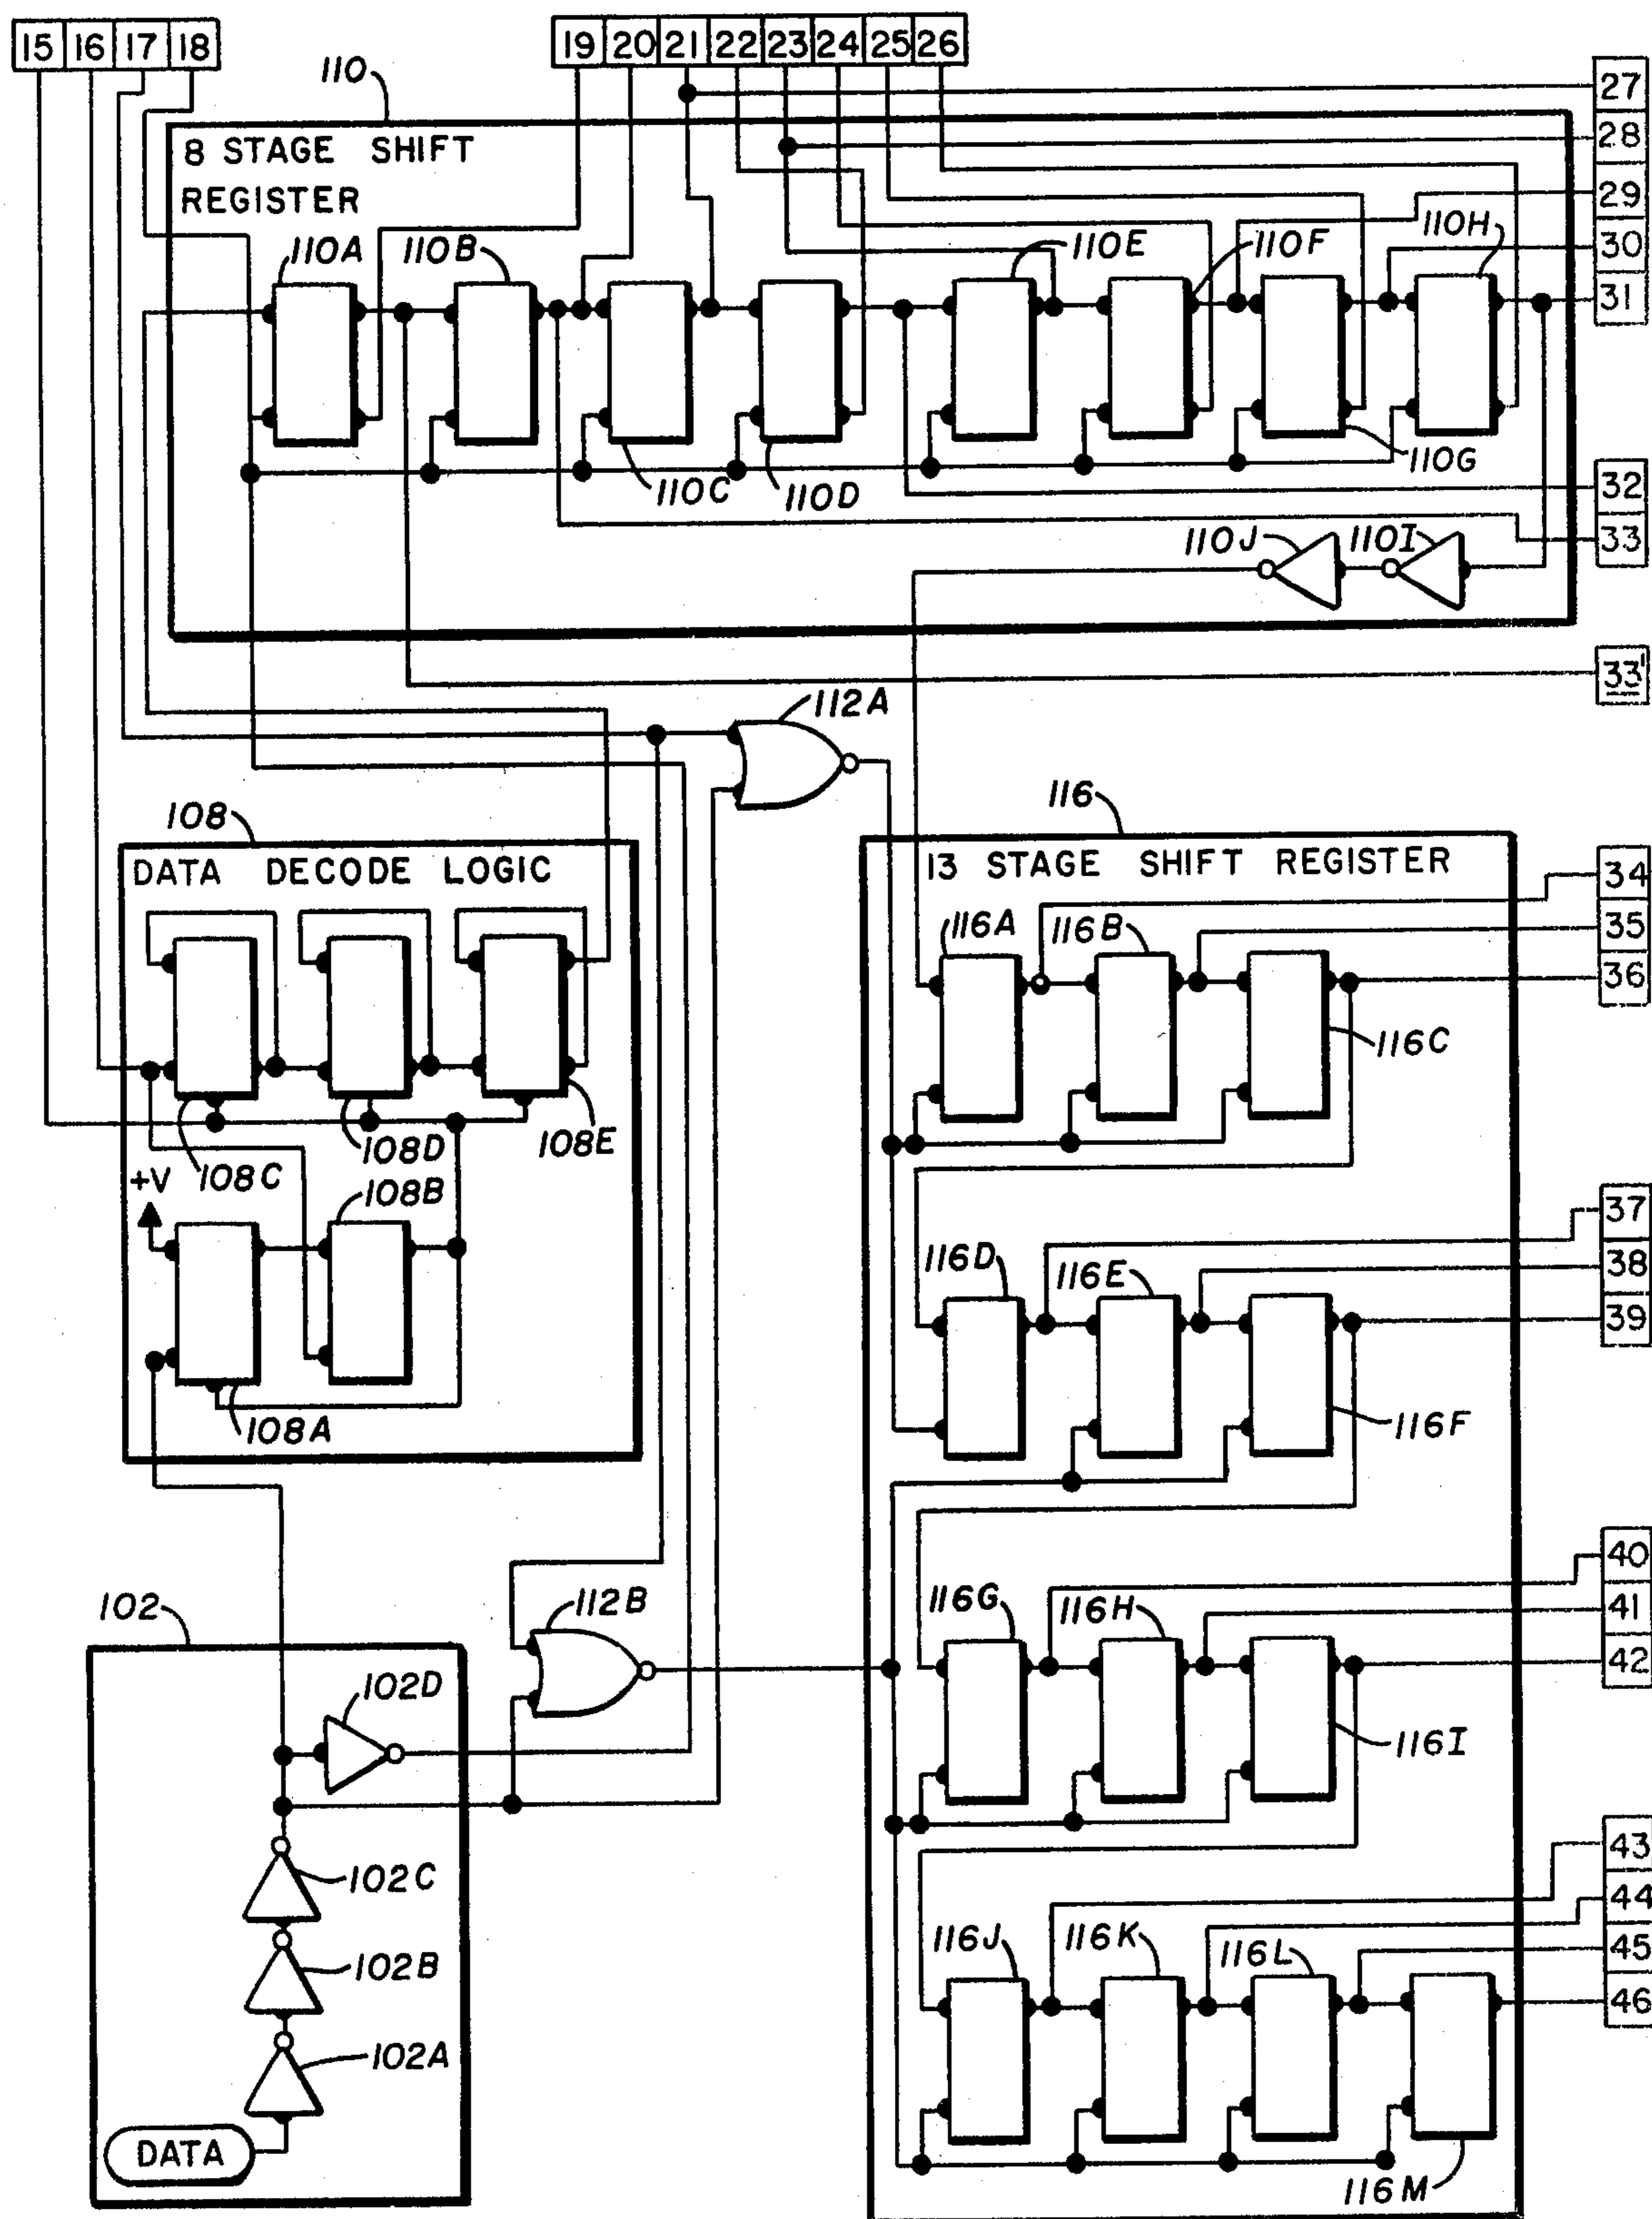 15 16 17 18
19 20 21 22 23 24 25 26
110
27
28
29
30
31
8 STAGE SHIFT
REGISTER
110A
110B
110E
110F
110H
110C
110D
110G
32
33
110J
110I
33'
112A
108
DATA DECODE LOGIC
116
13 STAGE SHIFT REGISTER
34
35
36
116A
116B
116C
108C
108D
108E
+V
108B
108A
37
38
39
116D
116E
116F
40
41
42
102
112B
116G
116H
116I
102D
102C
102B
102A
DATA
43
44
45
46
116J
116K
116L
116M